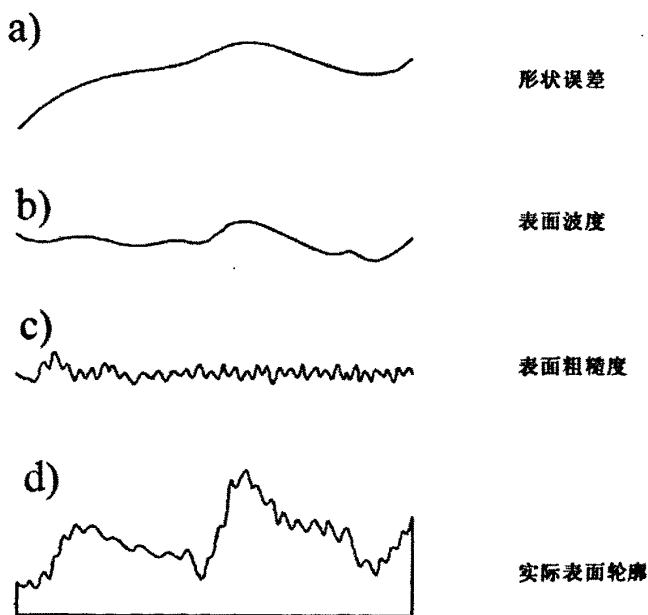 a)
形状误差
b)
表面波度
c)
表面粗糙度
d)
实际表面轮廓